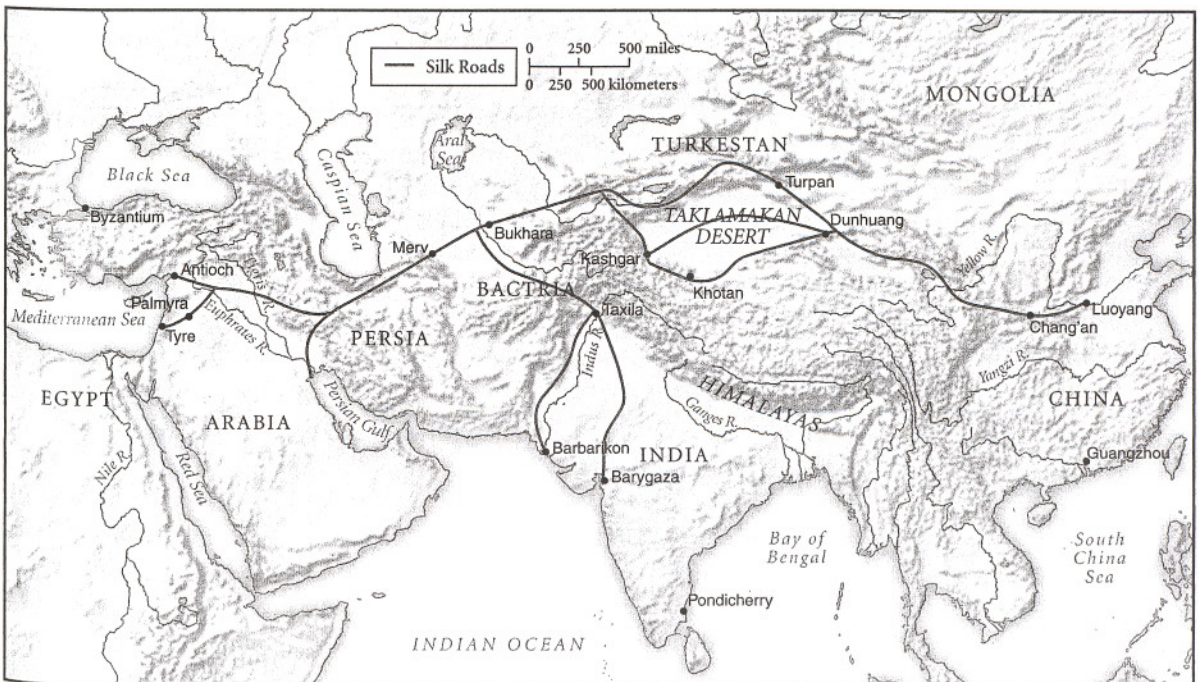 0 250 500 miles
Silk Roads
0 250 500 kilometers
MONGOLIA
TURKESTAN
Aral
Sea
Black Sea
Caspian Sea
Turpan
TAKLAMAKAN
DESERT
Dunhuang
Byzantium
Bukhara
Merv
Kashgar
Yellow R.
Antioch
Tigris R.
Khotan
BACTRIA
Palmyra
Euphrates R.
Taxila
Luoyang
Chang'an
Mediterranean Sea
Tyre
PERSIA
Indus R.
Yangzi R.
EGYPT
ARABIA
Persian Gulf
HIMALAYAS
Ganges R.
CHINA
Barbarikon
INDIA
Guangzhou
Nile R.
Red Sea
Barygaza
Bay of
Bengal
South
China
Sea
Pondicherry
INDIAN OCEAN